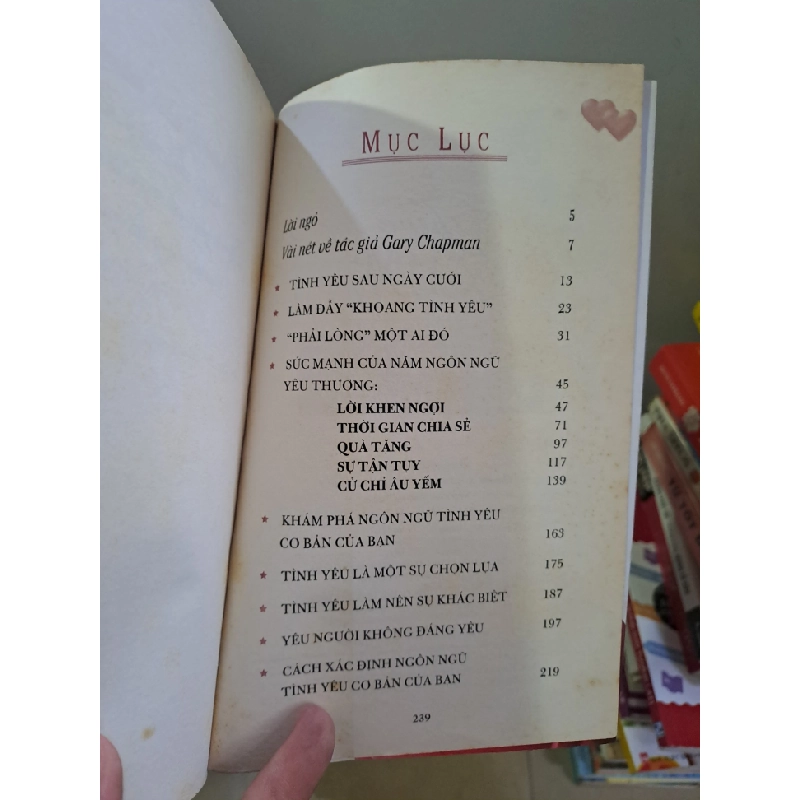 MỤC LỤC
Lời ngỏ 5
Vài nét về tác giả Gary Chapman 7
TÌNH YÊU SAU NGÀY CƯỚI 13
LÀM ĐẦY "KHOANG TÌNH YÊU" 23
"PHẢI LÒNG" MỘT AI ĐÓ 31
SỨC MẠNH CỦA NĂM NGÔN NGỮ
YÊU THƯƠNG: 45
LỜI KHEN NGỢI 47
THỜI GIAN CHIA SẺ 71
QUÀ TẶNG 97
SỰ TẬN TỤY 117
CỬ CHỈ ÂU YẾM 139
KHÁM PHÁ NGÔN NGỮ TÌNH YÊU
CƠ BẢN CỦA BẠN 163
TÌNH YÊU LÀ MỘT SỰ CHỌN LỰA 175
TÌNH YÊU LÀM NÊN SỰ KHÁC BIỆT 187
YÊU NGƯỜI KHÔNG ĐÁNG YÊU 197
CÁCH XÁC ĐỊNH NGÔN NGỮ
TÌNH YÊU CƠ BẢN CỦA BẠN 219
239